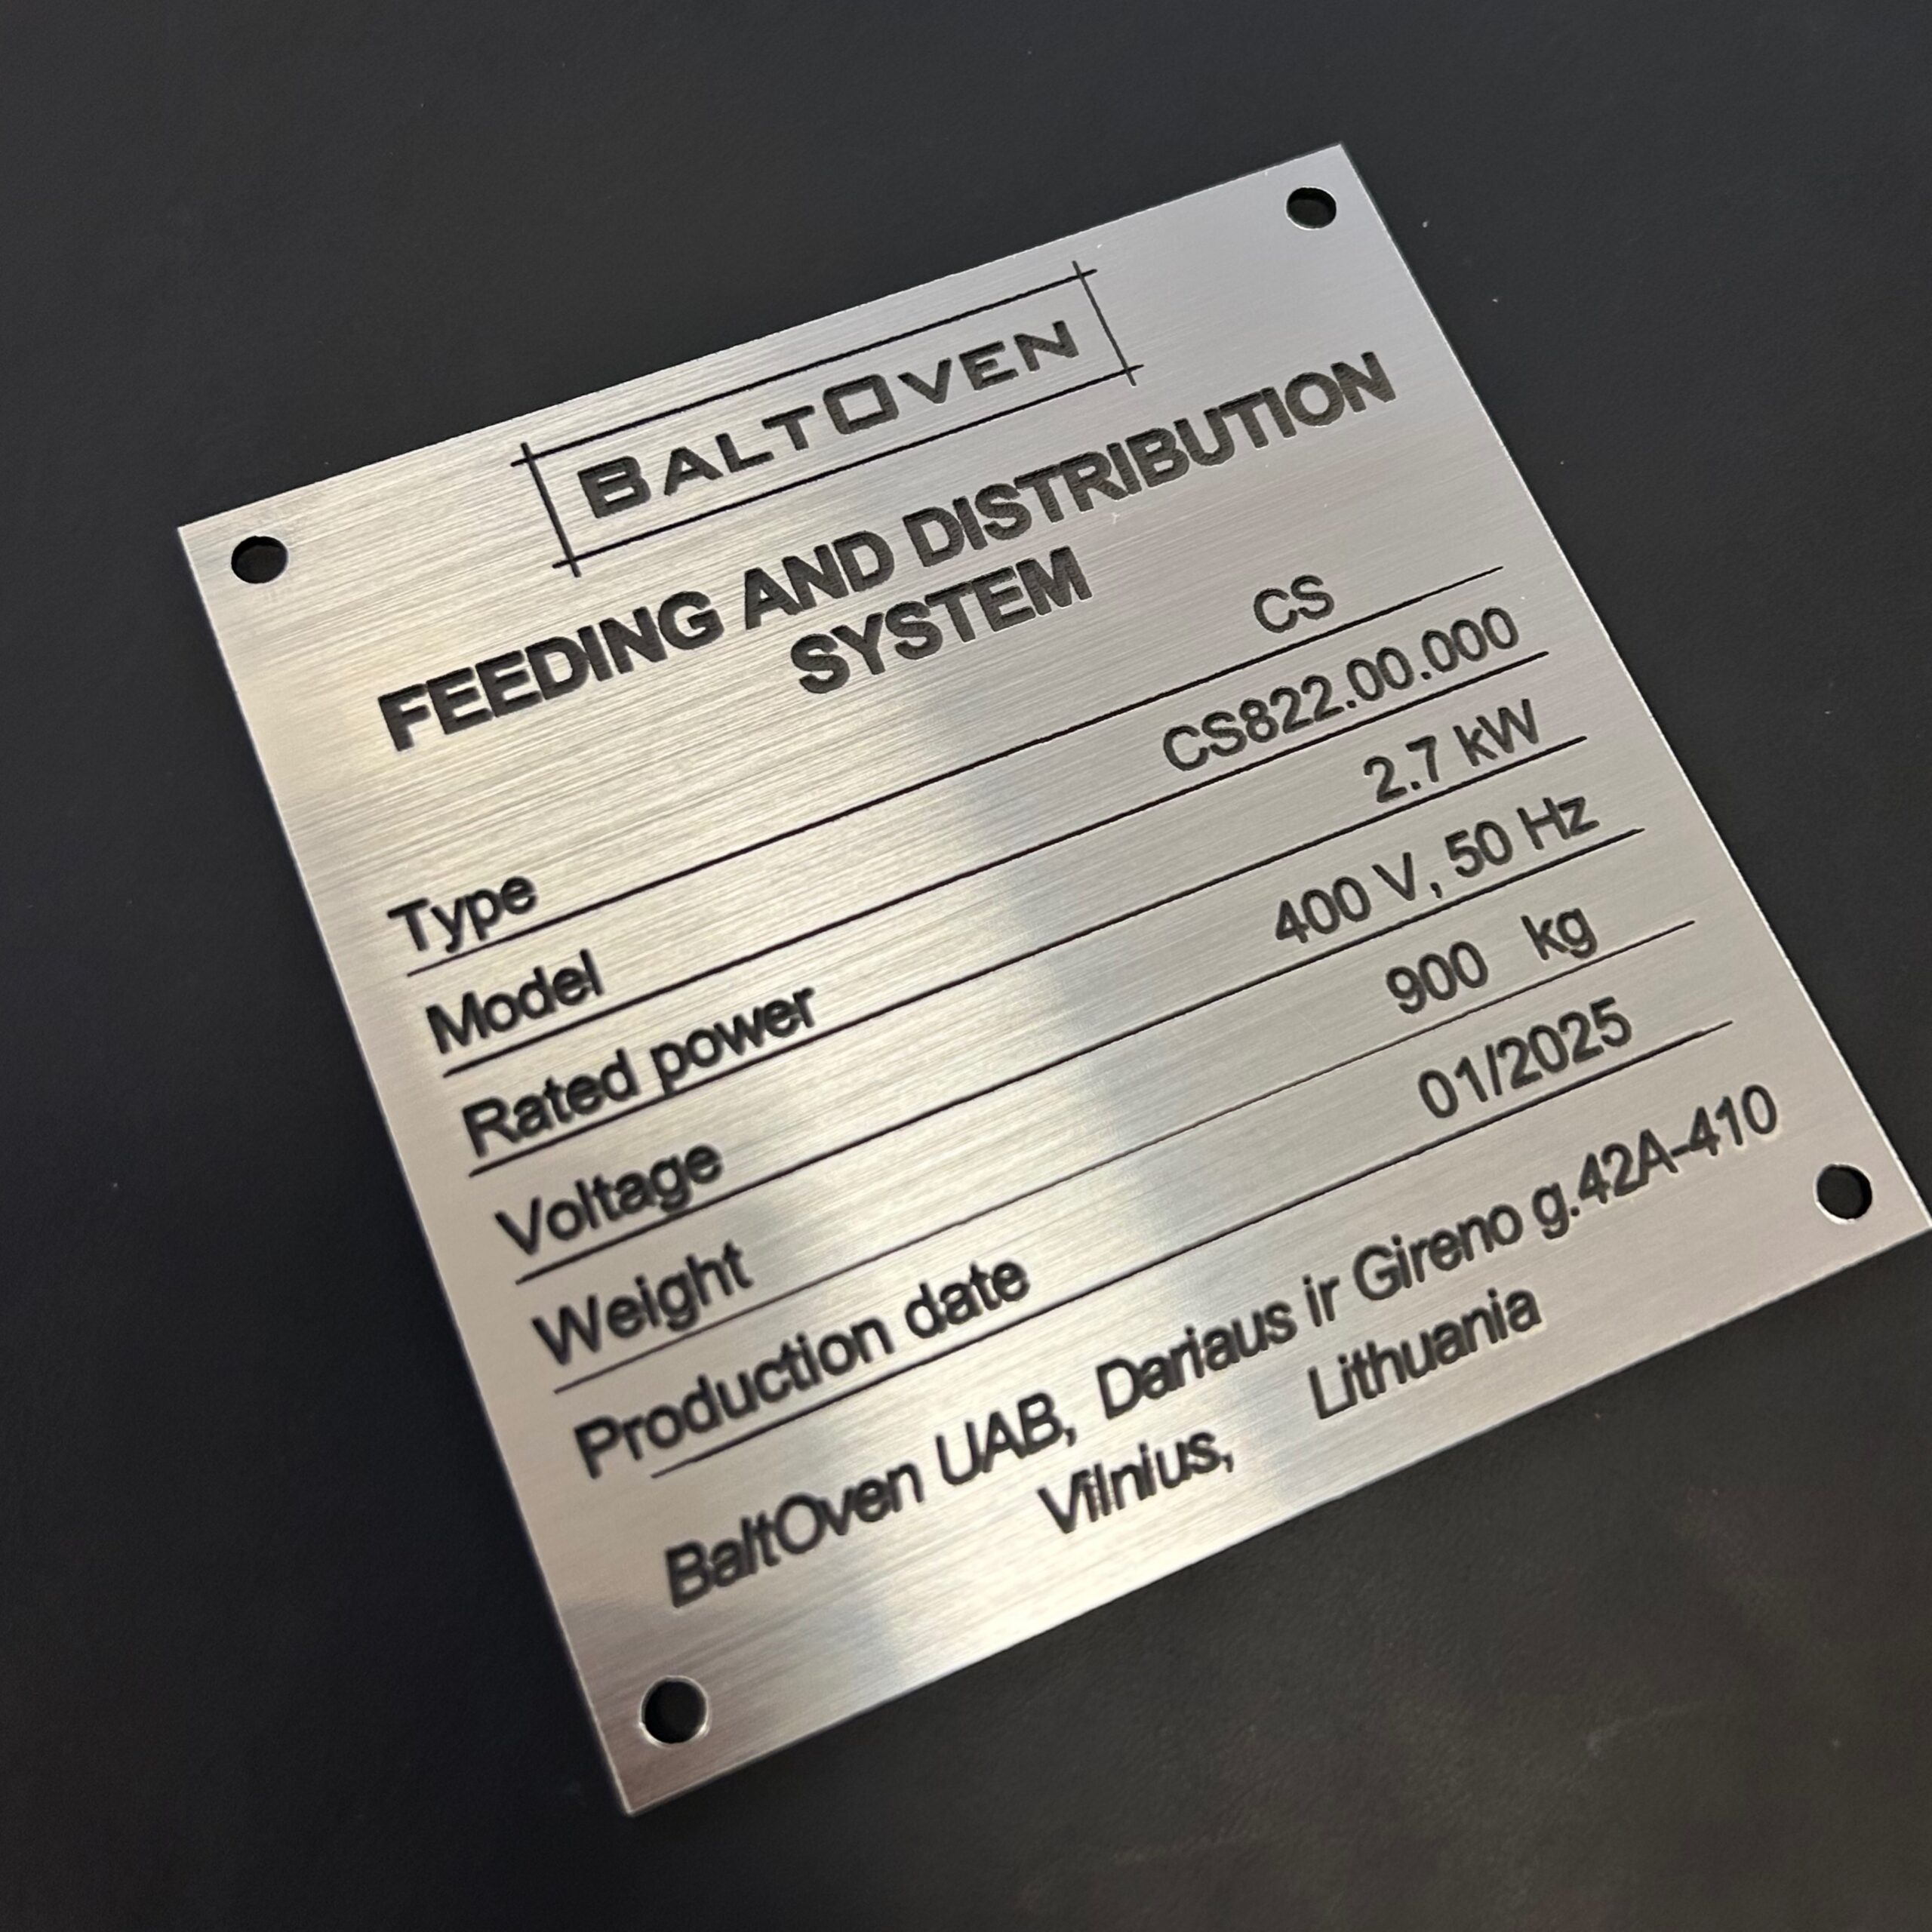 BALTOVEN
FEEDING AND DISTRIBUTION
SYSTEM
Type CS
Model CS822.00.000
Rated power 2.7 kW
Voltage 400 V, 50 Hz
Weight 900 kg
Production date 01/2025
BaltOven UAB, Dariaus ir Gireno g.42A-410
Vilnius, Lithuania